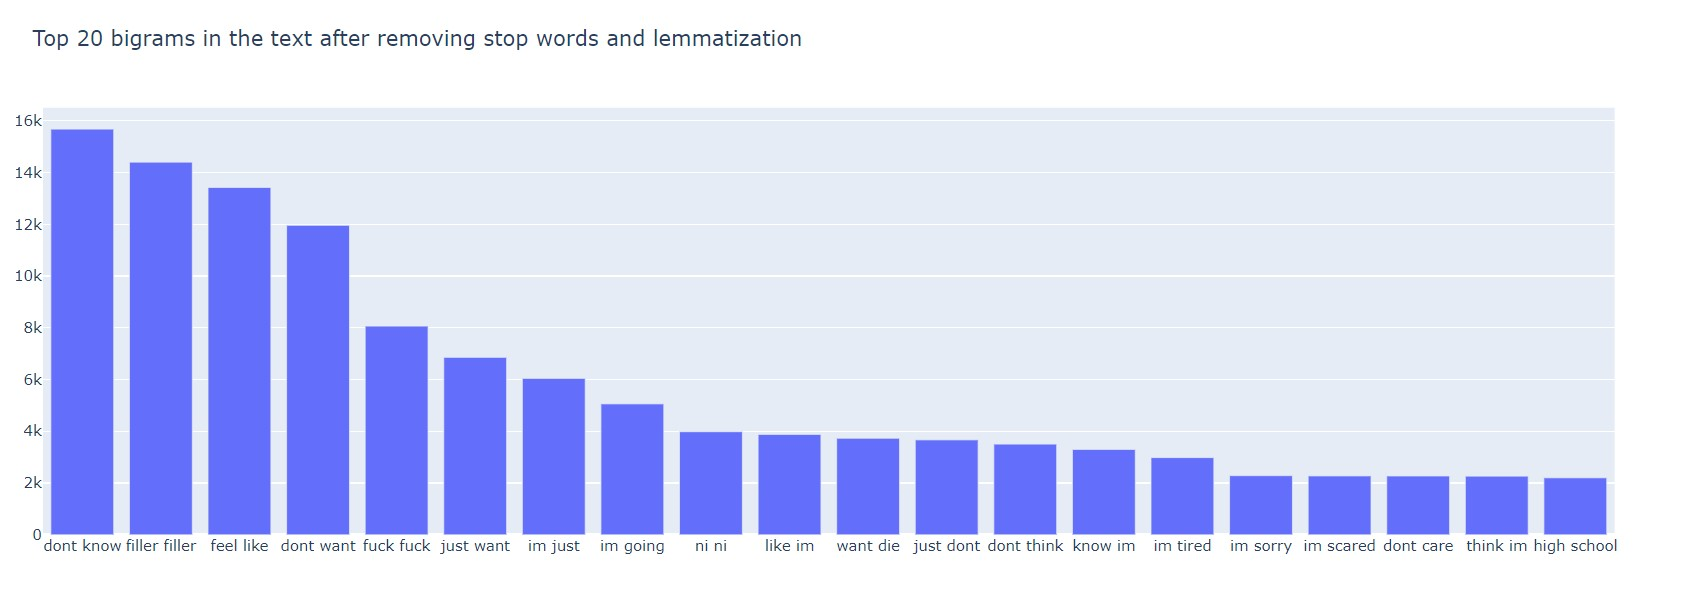 Top 20 bigrams in the text after removing stop words and lemmatization
16k
14k
12k
10k
8k
6k
4k
2k
0
dont know filler filler feel like dont want fuck fuck just want im just im going ni ni like im want die just dont dont think know im im tired im sorry im scared dont care think im high school